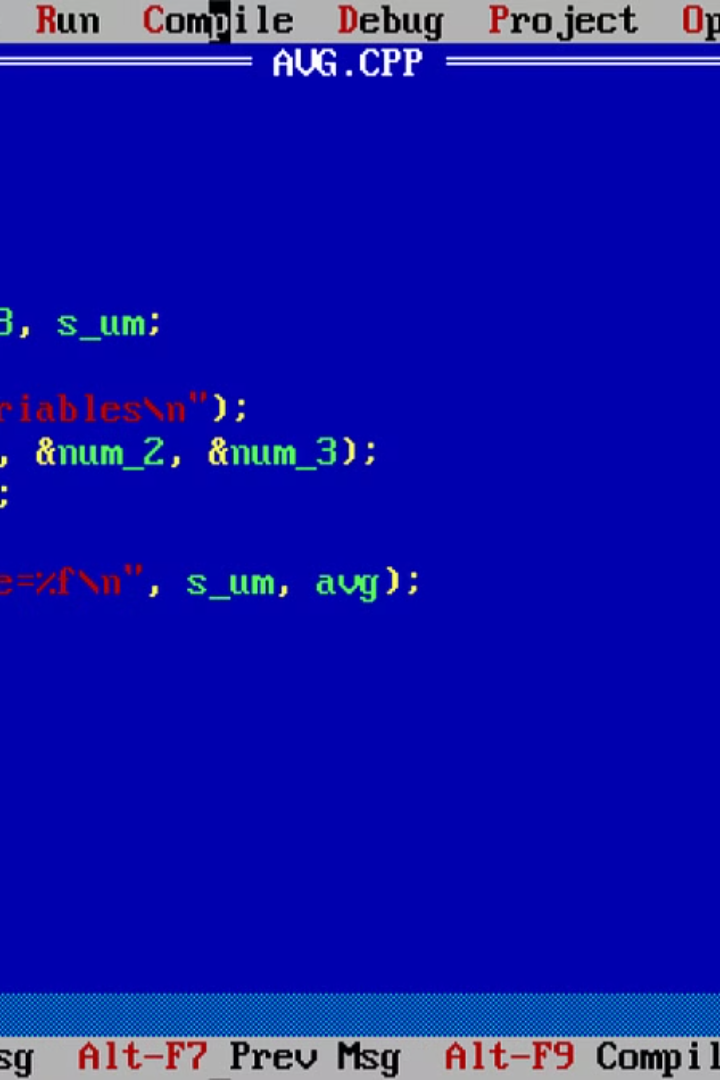 Run Compile Debug Project Op
AVG.CPP
3, s_um;
riables\n");
, &num_2, &num_3);
;
e=%f\n", s_um, avg);
sg Alt-F7 Prev Msg Alt-F9 Compil